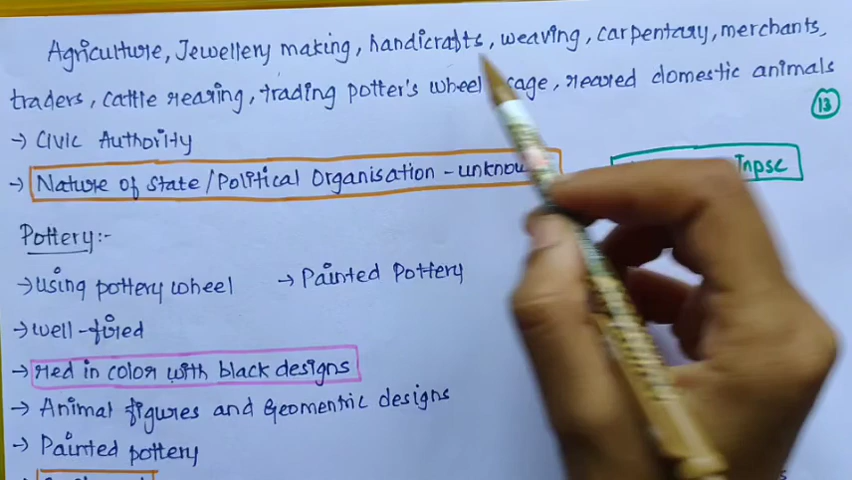 Agriculture, Jewellery making, handicrafts, weaving, carpentary, merchants,
traders, cattle rearing, trading potter's wheel cage, reared domestic animals
13
→ Civic Authority
→ Nature of State/Political Organisation - unknow
Tnpsc
Pottery:-
→ using pottery wheel → Painted Pottery
→ well-fired
→ red in color with black designs
→ Animal figures and Geomentric designs
→ Painted pottery